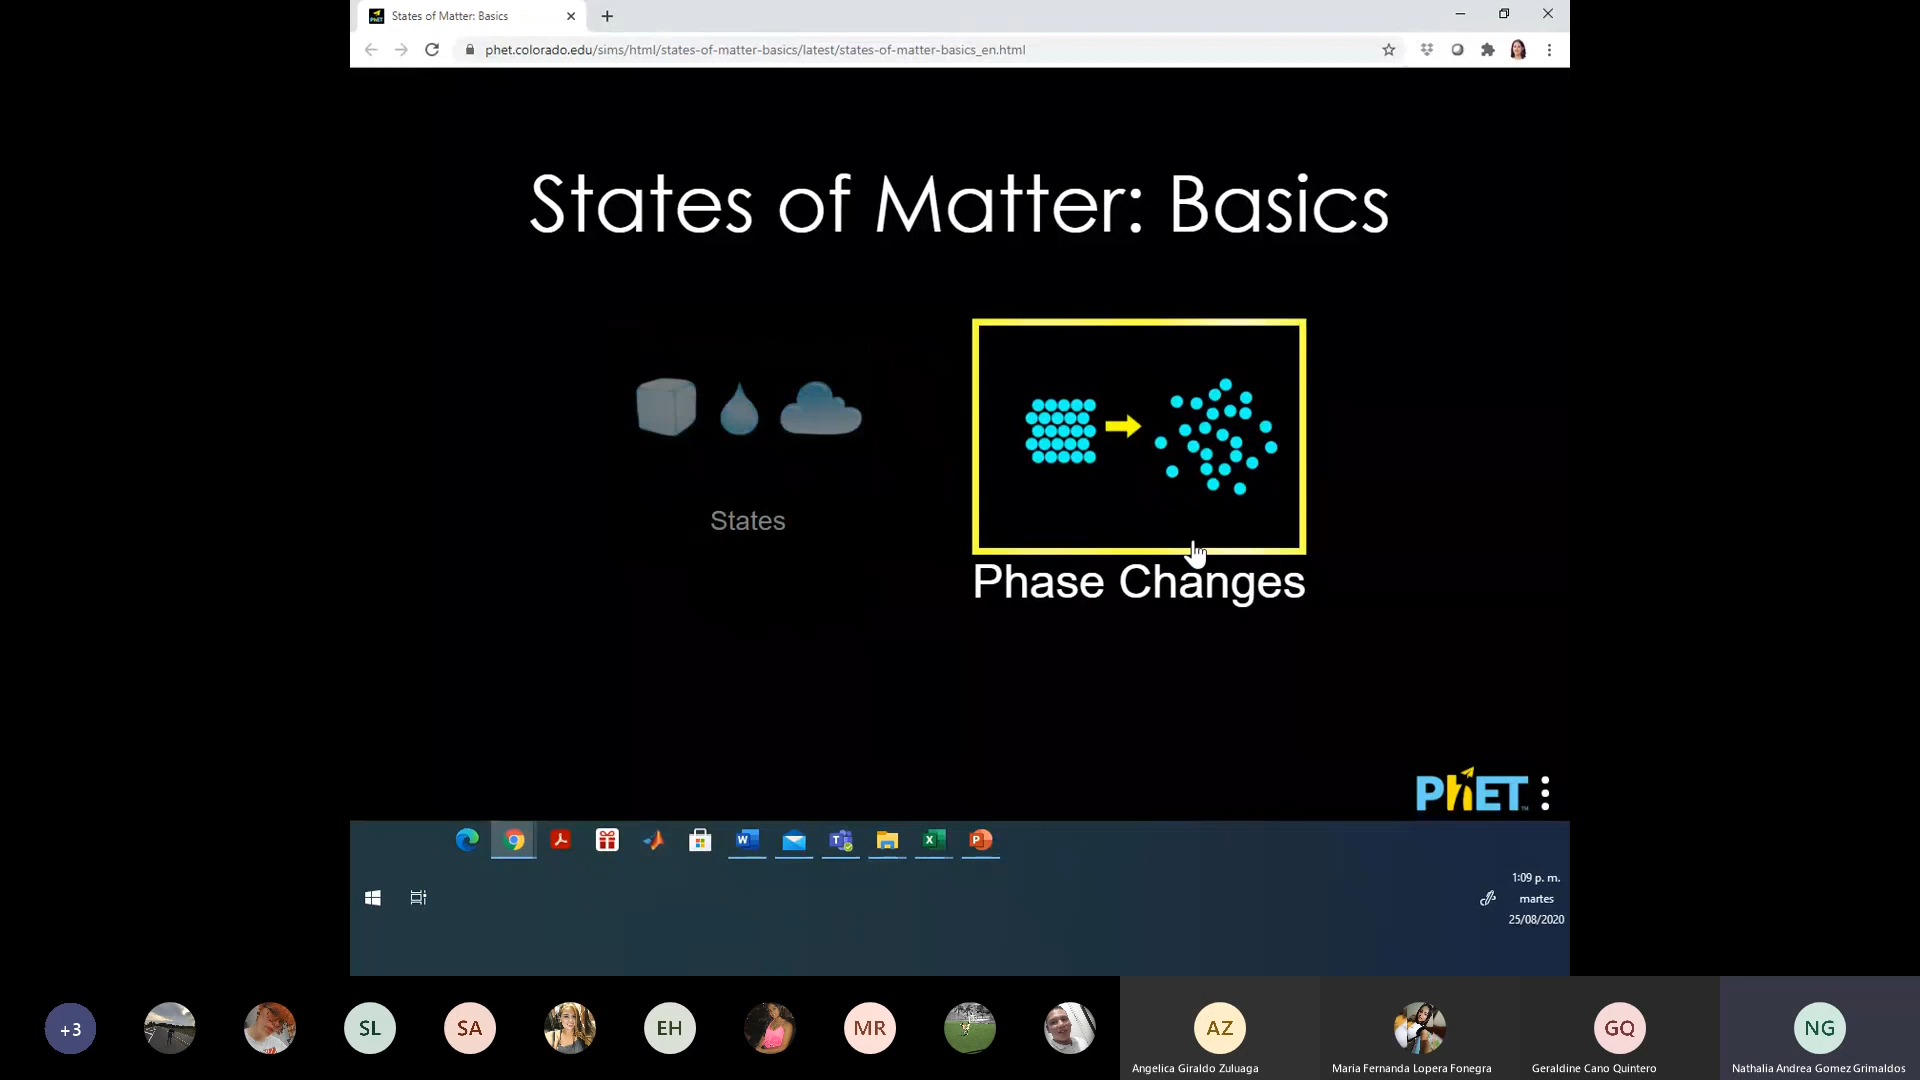 States of Matter: Basics
phet.colorado.edu/sims/html/states-of-matter-basics/latest/states-of-matter-basics_en.html
States of Matter: Basics
States
Phase Changes
PhET
1:09 p. m.
martes
25/08/2020
+3
SL
SA
EH
MR
AZ
GQ
NG
Angelica Giraldo Zuluaga
Maria Fernanda Lopera Fonegra
Geraldine Cano Quintero
Nathalia Andrea Gomez Grimaldos